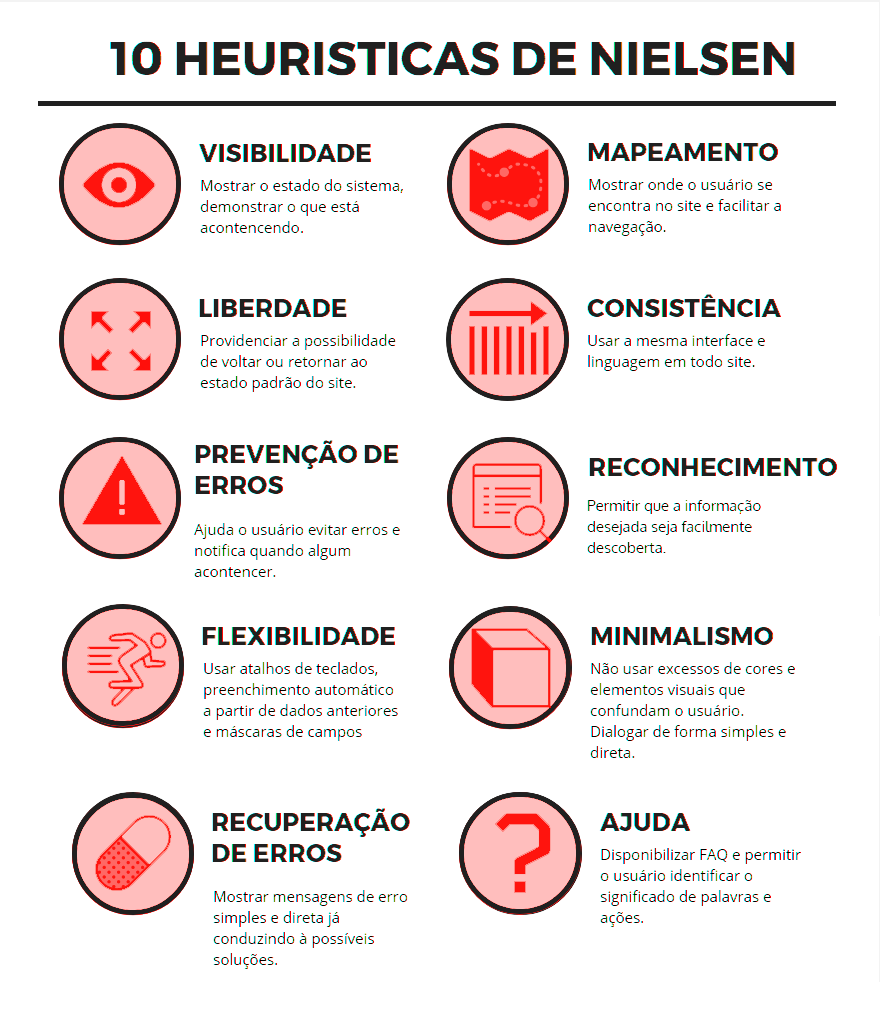 10 HEURISTICAS DE NIELSEN
VISIBILIDADE
Mostrar o estado do sistema,
demonstrar o que está
acontencendo.
MAPEAMENTO
Mostrar onde o usuário se
encontra no site e facilitar a
navegação.
LIBERDADE
Providenciar a possibilidade
de voltar ou retornar ao
estado padrão do site.
CONSISTÊNCIA
Usar a mesma interface e
linguagem em todo site.
PREVENÇÃO DE
ERROS
Ajuda o usuário evitar erros e
notifica quando algum
acontencer.
RECONHECIMENTO
Permitir que a informação
desejada seja facilmente
descoberta.
FLEXIBILIDADE
Usar atalhos de teclados,
preenchimento automático
a partir de dados anteriores
e máscaras de campos
MINIMALISMO
Não usar excessos de cores e
elementos visuais que
confundam o usuário.
Dialogar de forma simples e
direta.
RECUPERAÇÃO
DE ERROS
Mostrar mensagens de erro
simples e direta já
conduzindo à possíveis
soluções.
AJUDA
Disponibilizar FAQ e permitir
o usuário identificar o
significado de palavras e
ações.